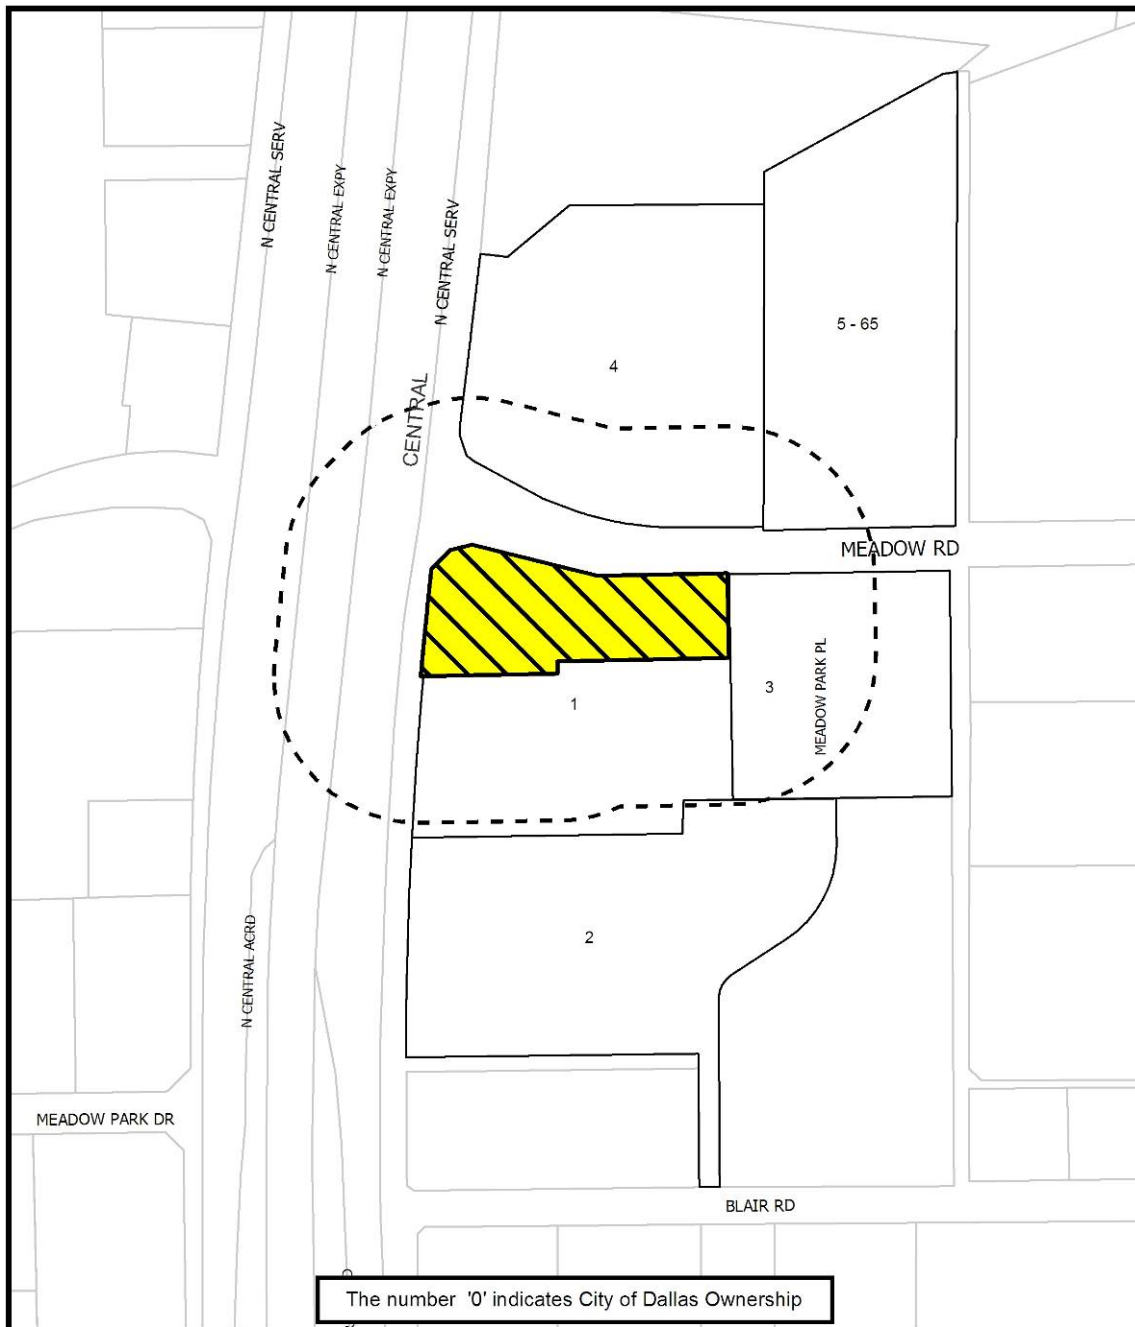 N CENTRAL SERV
N CENTRAL EXPY
N CENTRAL EXPY
N CENTRAL SERV
5 - 65
4
CENTRAL
MEADOW RD
MEADOW PARK PL
3
1
2
N CENTRAL ACRD
MEADOW PARK DR
BLAIR RD
The number '0' indicates City of Dallas Ownership